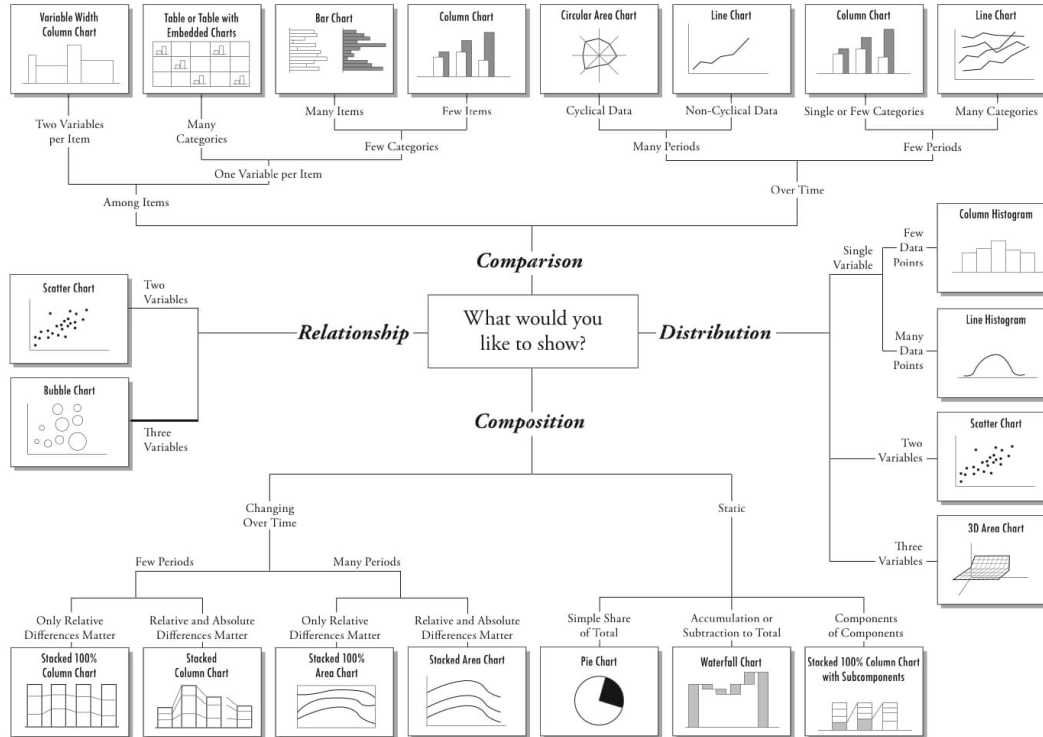 Variable Width
Column Chart
Table or Table with
Embedded Charts
Bar Chart
Column Chart
Circular Area Chart
Line Chart
Column Chart
Line Chart
Two Variables
per Item
Many
Categories
Many Items
Few Items
Cyclical Data
Non-Cyclical Data
Single or Few Categories
Many Categories
Few Categories
Many Periods
Few Periods
One Variable per Item
Among Items
Over Time
Comparison
Relationship
What would you
like to show?
Distribution
Composition
Scatter Chart
Two
Variables
Bubble Chart
Three
Variables
Single
Variable
Few
Data
Points
Column Histogram
Many
Data
Points
Line Histogram
Two
Variables
Scatter Chart
Three
Variables
3D Area Chart
Changing
Over Time
Static
Few Periods
Many Periods
Only Relative
Differences Matter
Relative and Absolute
Differences Matter
Only Relative
Differences Matter
Relative and Absolute
Differences Matter
Simple Share
of Total
Accumulation or
Subtraction to Total
Components
of Components
Stacked 100%
Column Chart
Stacked
Column Chart
Stacked 100%
Area Chart
Stacked Area Chart
Pie Chart
Waterfall Chart
Stacked 100% Column Chart
with Subcomponents